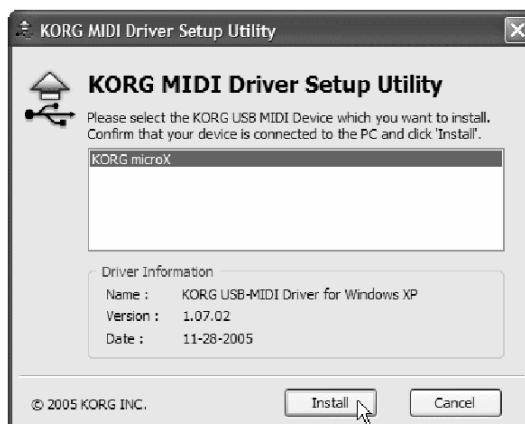 KORG MIDI Driver Setup Utility
KORG MIDI Driver Setup Utility
Please select the KORG USB MIDI Device which you want to install.
Confirm that your device is connected to the PC and click 'Install'.
KORG microX
Driver Information
Name : KORG USB-MIDI Driver for Windows XP
Version : 1.07.02
Date : 11-28-2005
© 2005 KORG INC.
Install
Cancel